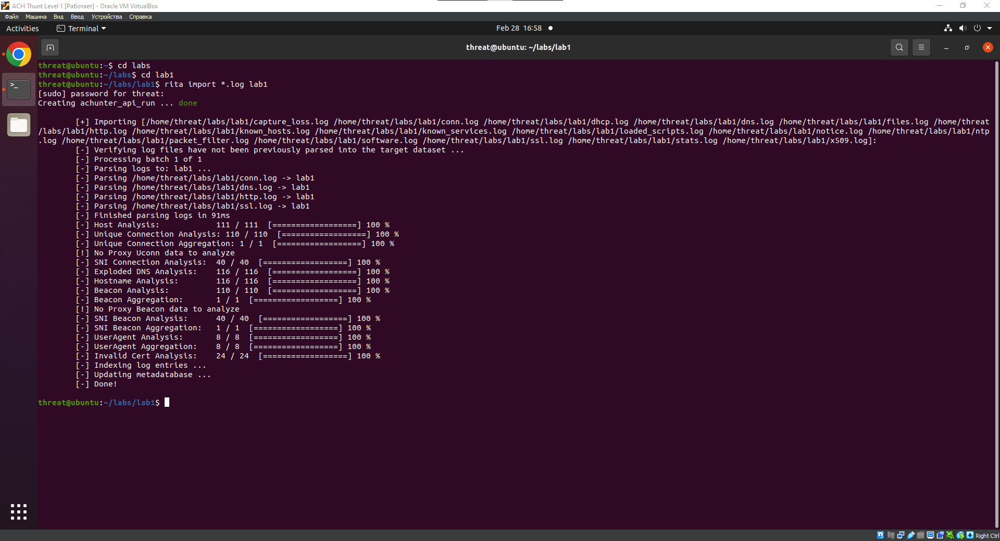 ACH Thunt Level 1 [Работает] - Oracle VM VirtualBox
Файл Машина Вид Ввод Устройства Справка
Activities Terminal Feb 28 16:58
threat@ubuntu: ~/labs/lab1
threat@ubuntu:~$ cd labs
threat@ubuntu:~/labs$ cd lab1
threat@ubuntu:~/labs/lab1$ rita import *.log lab1
[sudo] password for threat:
Creating achunter_api_run ... done
[+] Importing [/home/threat/labs/lab1/capture_loss.log /home/threat/labs/lab1/conn.log /home/threat/labs/lab1/dhcp.log /home/threat/labs/lab1/dns.log /home/threat/labs/lab1/files.log /home/threat
/labs/lab1/http.log /home/threat/labs/lab1/known_hosts.log /home/threat/labs/lab1/known_services.log /home/threat/labs/lab1/loaded_scripts.log /home/threat/labs/lab1/notice.log /home/threat/labs/lab1/ntp
.log /home/threat/labs/lab1/packet_filter.log /home/threat/labs/lab1/software.log /home/threat/labs/lab1/ssl.log /home/threat/labs/lab1/stats.log /home/threat/labs/lab1/x509.log]:
[-] Verifying log files have not been previously parsed into the target dataset ...
[-] Processing batch 1 of 1
[-] Parsing logs to: lab1 ...
[-] Parsing /home/threat/labs/lab1/conn.log -> lab1
[-] Parsing /home/threat/labs/lab1/dns.log -> lab1
[-] Parsing /home/threat/labs/lab1/http.log -> lab1
[-] Parsing /home/threat/labs/lab1/ssl.log -> lab1
[-] Finished parsing logs in 91ms
[-] Host Analysis: 111 / 111 [==================] 100 %
[-] Unique Connection Analysis: 110 / 110 [==================] 100 %
[-] Unique Connection Aggregation: 1 / 1 [==================] 100 %
[!] No Proxy Uconn data to analyze
[-] SNI Connection Analysis: 40 / 40 [==================] 100 %
[-] Exploded DNS Analysis: 116 / 116 [==================] 100 %
[-] Hostname Analysis: 116 / 116 [==================] 100 %
[-] Beacon Analysis: 110 / 110 [==================] 100 %
[-] Beacon Aggregation: 1 / 1 [==================] 100 %
[!] No Proxy Beacon data to analyze
[-] SNI Beacon Analysis: 40 / 40 [==================] 100 %
[-] SNI Beacon Aggregation: 1 / 1 [==================] 100 %
[-] UserAgent Analysis: 8 / 8 [==================] 100 %
[-] UserAgent Aggregation: 8 / 8 [==================] 100 %
[-] Invalid Cert Analysis: 24 / 24 [==================] 100 %
[-] Indexing log entries ...
[-] Updating metadatabase ...
[-] Done!
threat@ubuntu:~/labs/lab1$
Right Ctrl